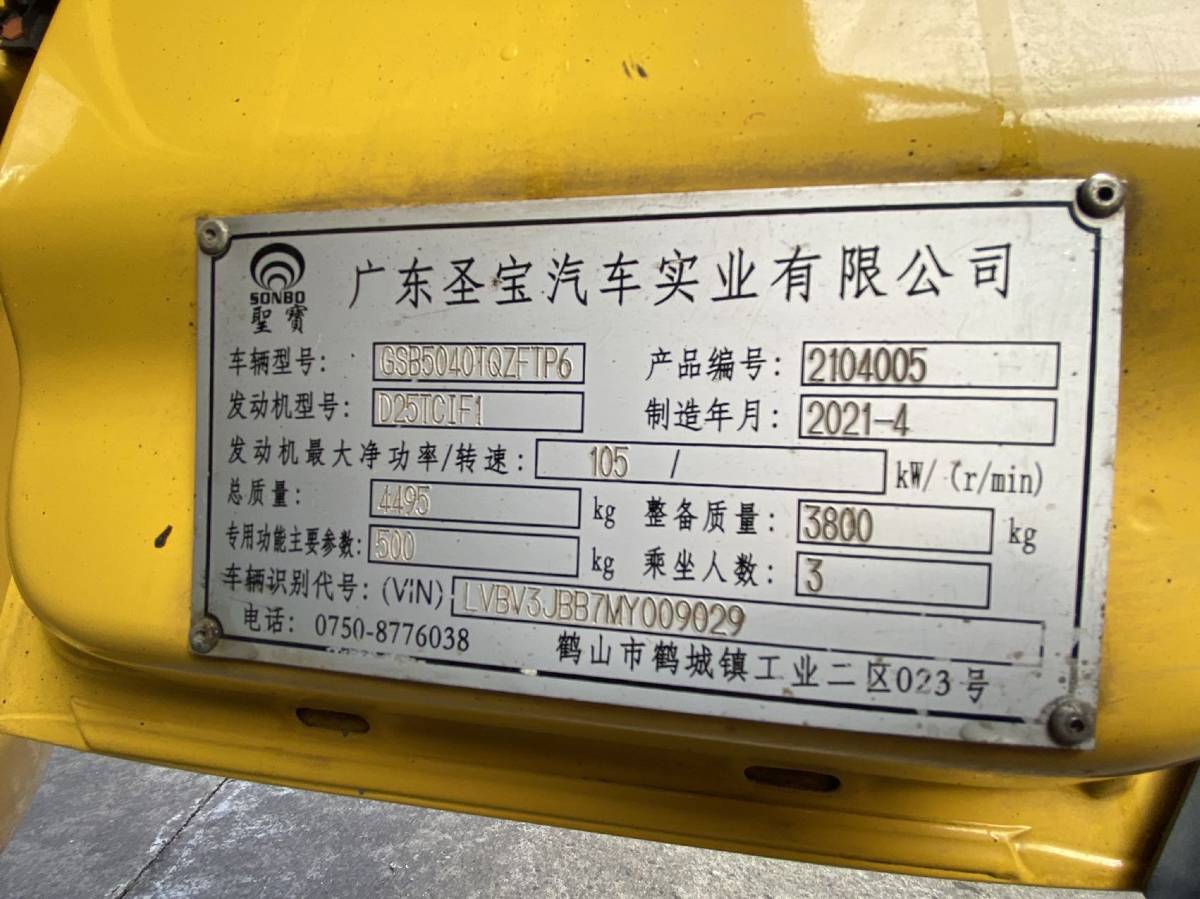 SONBO
聖寶
广东圣宝汽车实业有限公司
车辆型号: GSB5040TQZFTP6 产品编号: 2104005
发动机型号: D25TCIF1 制造年月: 2021-4
发动机最大净功率/转速: 105 / kW/ (r/min)
总质量: 4495 kg 整备质量: 3800 kg
专用功能主要参数: 500 kg 乘坐人数: 3
车辆识别代号: (ViN) LVBV3JBB7MY009029
电话: 0750-8776038 鹤山市鹤城镇工业二区023号